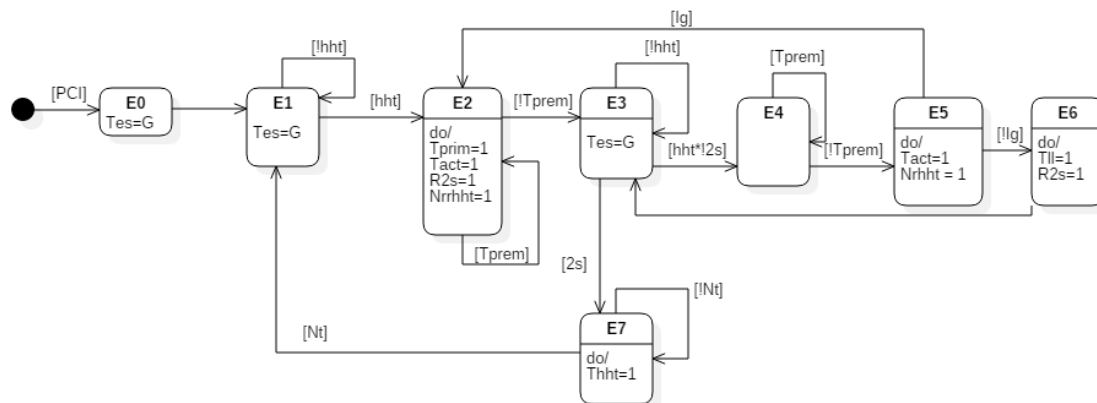 [Ig]
[!hht]
[!hht]
[Tprem]
[PCI]
E0
Tes=G
E1
Tes=G
[hht]
E2
do/
Tprim=1
Tact=1
R2s=1
Nrrhht=1
[!Tprem]
E3
Tes=G
[hht*!2s]
E4
[!Tprem]
E5
do/
Tact=1
Nrhht = 1
[!Ig]
E6
do/
Tll=1
R2s=1
[Tprem]
[2s]
[!Nt]
[Nt]
E7
do/
Thht=1